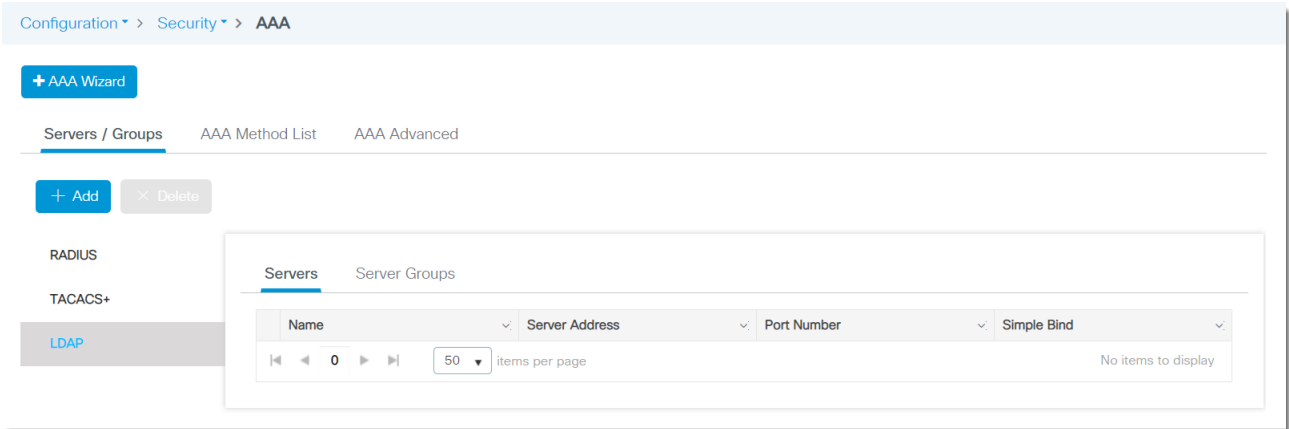 Configuration > Security > AAA
+ AAA Wizard
Servers / Groups AAA Method List AAA Advanced
+ Add × Delete
RADIUS
TACACS+
LDAP
Servers Server Groups
Name Server Address Port Number Simple Bind
0 50 items per page No items to display